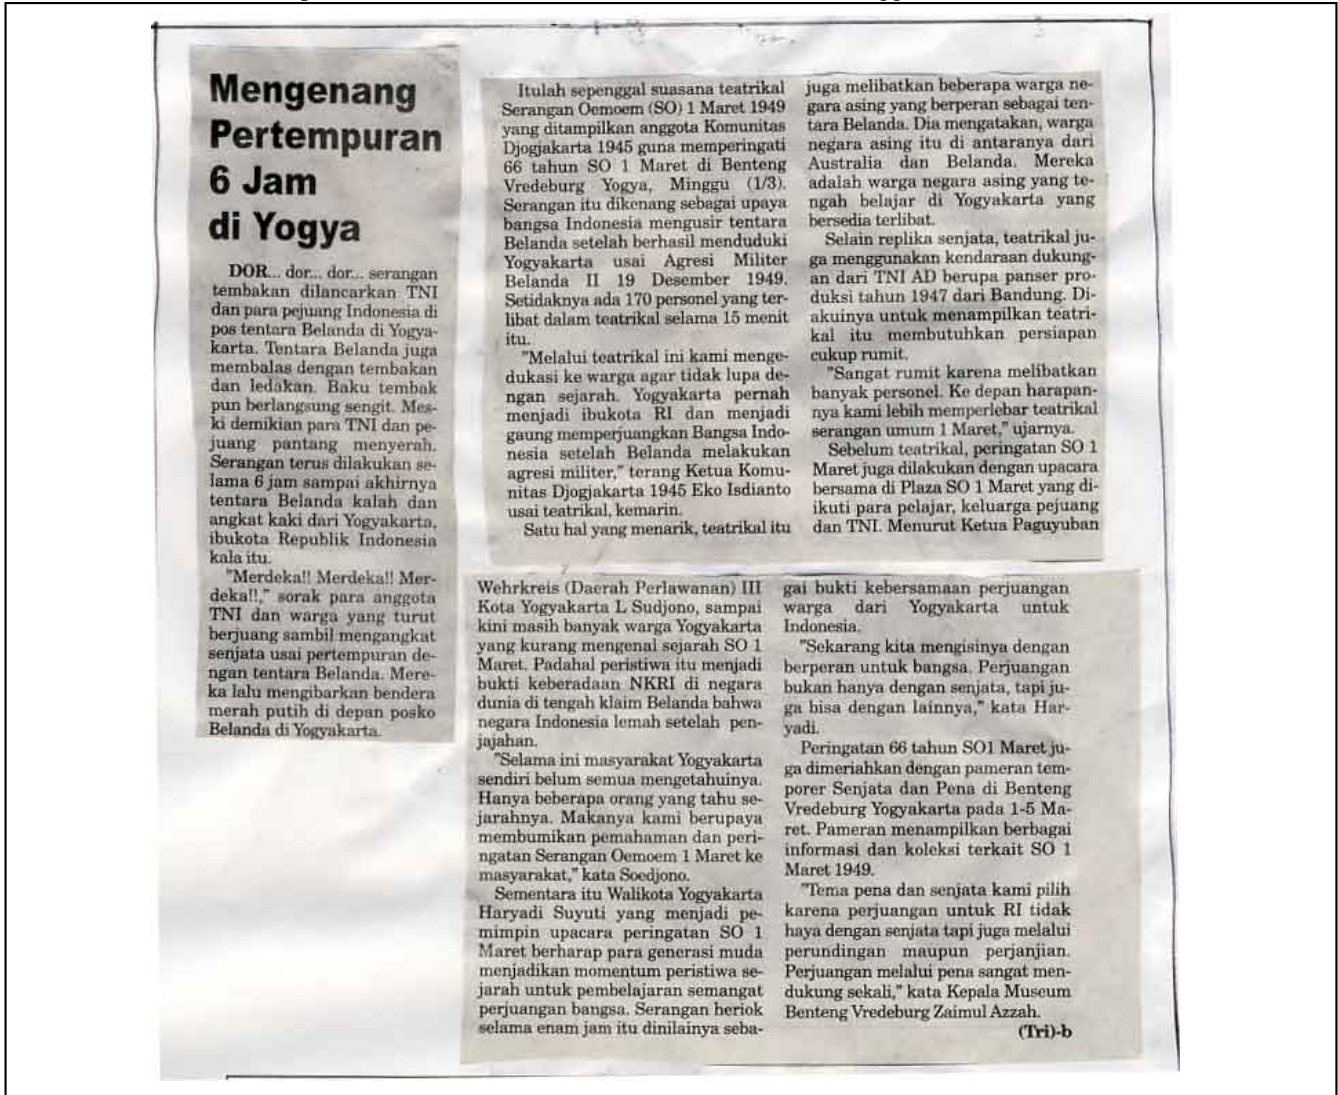 Mengenang
Pertempuran
6 Jam
di Yogya
DOR... dor... dor... serangan
tembakan dilancarkan TNI
dan para pejuang Indonesia di
pos tentara Belanda di Yogya-
karta. Tentara Belanda juga
membalas dengan tembakan
dan ledakan. Baku tembak
pun berlangsung sengit. Mes-
ki demikian para TNI dan pe-
juang pantang menyerah.
Serangan terus dilakukan se-
lama 6 jam sampai akhirnya
tentara Belanda kalah dan
angkat kaki dari Yogyakarta,
ibukota Republik Indonesia
kala itu.
"Merdeka!! Merdeka!! Mer-
deka!!," sorak para anggota
TNI dan warga yang turut
berjuang sambil mengangkat
senjata usai pertempuran de-
ngan tentara Belanda. Mere-
ka lalu mengibarkan bendera
merah putih di depan posko
Belanda di Yogyakarta.
Itulah sepenggal suasana teatrikal
Serangan Oemoem (SO) 1 Maret 1949
yang ditampilkan anggota Komunitas
Djogjakarta 1945 guna memperingati
66 tahun SO 1 Maret di Benteng
Vredeburg Yogya, Minggu (1/3).
Serangan itu dikenang sebagai upaya
bangsa Indonesia mengusir tentara
Belanda setelah berhasil menduduki
Yogyakarta usai Agresi Militer
Belanda II 19 Desember 1949.
Setidaknya ada 170 personel yang ter-
libat dalam teatrikal selama 15 menit
itu.
"Melalui teatrikal ini kami menge-
dukasi ke warga agar tidak lupa de-
ngan sejarah. Yogyakarta pernah
menjadi ibukota RI dan menjadi
gaung memperjuangkan Bangsa Indo-
nesia setelah Belanda melakukan
agresi militer," terang Ketua Komu-
nitas Djogjakarta 1945 Eko Isdianto
usai teatrikal, kemarin.
Satu hal yang menarik, teatrikal itu
juga melibatkan beberapa warga ne-
gara asing yang berperan sebagai ten-
tara Belanda. Dia mengatakan, warga
negara asing itu di antaranya dari
Australia dan Belanda. Mereka
adalah warga negara asing yang te-
ngah belajar di Yogyakarta yang
bersedia terlibat.
Selain replika senjata, teatrikal ju-
ga menggunakan kendaraan dukung-
an dari TNI AD berupa panser pro-
duksi tahun 1947 dari Bandung. Di-
akuinya untuk menampilkan teatri-
kal itu membutuhkan persiapan
cukup rumit.
"Sangat rumit karena melibatkan
banyak personel. Ke depan harapan-
nya kami lebih memperlebar teatrikal
serangan umum 1 Maret," ujarnya.
Sebelum teatrikal, peringatan SO 1
Maret juga dilakukan dengan upacara
bersama di Plaza SO 1 Maret yang di-
ikuti para pelajar, keluarga pejuang
dan TNI. Menurut Ketua Paguyuban
Wehrkreis (Daerah Perlawanan) III
Kota Yogyakarta L Sudjono, sampai
kini masih banyak warga Yogyakarta
yang kurang mengenal sejarah SO 1
Maret. Padahal peristiwa itu menjadi
bukti keberadaan NKRI di negara
dunia di tengah klaim Belanda bahwa
negara Indonesia lemah setelah pen-
jajahan.
"Selama ini masyarakat Yogyakarta
sendiri belum semua mengetahuinya.
Hanya beberapa orang yang tahu se-
jarahnya. Makanya kami berupaya
membumikan pemahaman dan peri-
ngatan Serangan Oemoem 1 Maret ke
masyarakat," kata Soedjono.
Sementara itu Walikota Yogyakarta
Haryadi Suyuti yang menjadi pe-
mimpin upacara peringatan SO 1
Maret berharap para generasi muda
menjadikan momentum peristiwa se-
jarah untuk pembelajaran semangat
perjuangan bangsa. Serangan heriok
selama enam jam itu dinilainya seba-
gai bukti kebersamaan perjuangan
warga dari Yogyakarta untuk
Indonesia.
"Sekarang kita mengisinya dengan
berperan untuk bangsa. Perjuangan
bukan hanya dengan senjata, tapi ju-
ga bisa dengan lainnya," kata Har-
yadi.
Peringatan 66 tahun SO1 Maret ju-
ga dimeriahkan dengan pameran tem-
porer Senjata dan Pena di Benteng
Vredeburg Yogyakarta pada 1-5 Ma-
ret. Pameran menampilkan berbagai
informasi dan koleksi terkait SO 1
Maret 1949.
"Tema pena dan senjata kami pilih
karena perjuangan untuk RI tidak
haya dengan senjata tapi juga melalui
perundingan maupun perjanjian.
Perjuangan melalui pena sangat men-
dukung sekali," kata Kepala Museum
Benteng Vredeburg Zaimul Azzah.
(Tri)-b